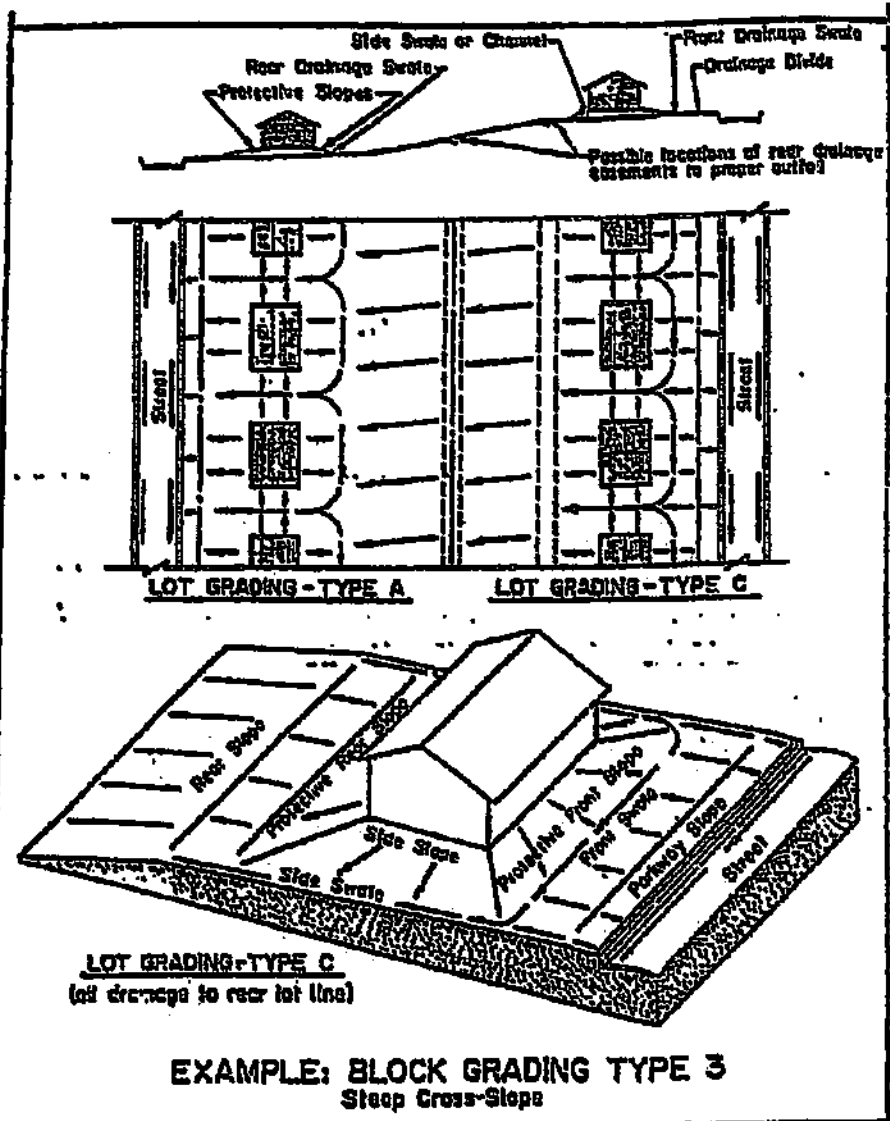 Side Swale or Channel
Front Drainage Swale
Rear Drainage Swale
Drainage Divide
Protective Slopes
Possible locations of rear drainage
easements to proper outfall
Street
Street
LOT GRADING-TYPE A
LOT GRADING-TYPE C
Rear Slope
Protective Rear Slope
Side Slope
Side Swale
Protective Front Slope
Front Swale
Parkway Slope
Street
LOT GRADING-TYPE C
(all drainage to rear lot line)
EXAMPLE: BLOCK GRADING TYPE 3
Steep Cross-Slope